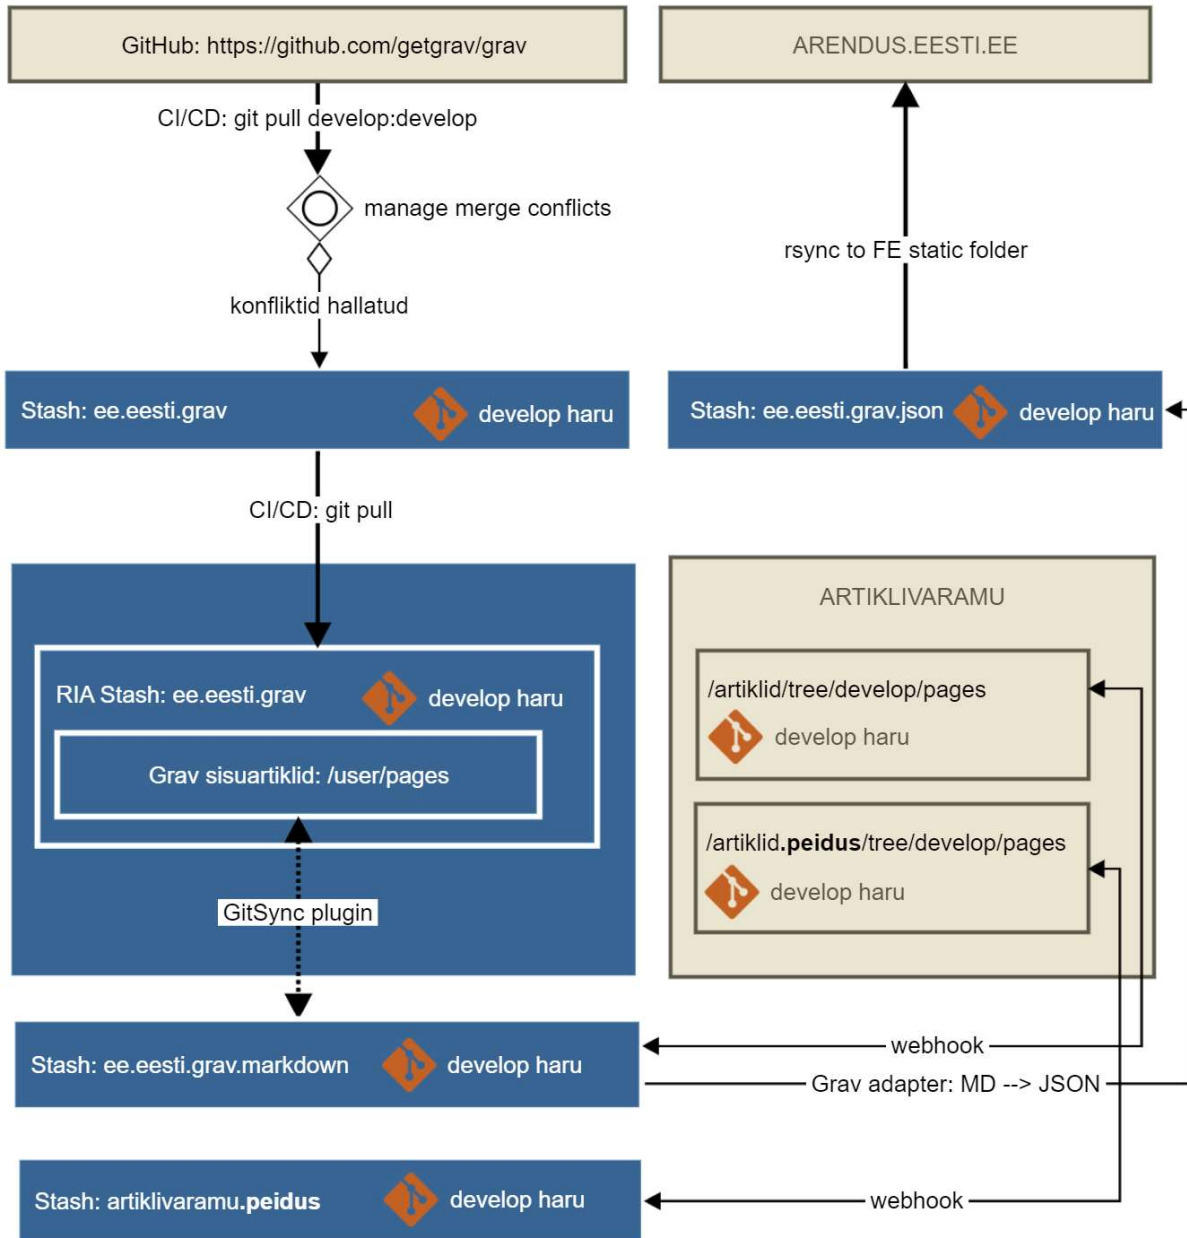 GitHub: https://github.com/getgrav/grav
CI/CD: git pull develop:develop
manage merge conflicts
konfliktid hallatud
Stash: ee.eesti.grav
develop haru
CI/CD: git pull
RIA Stash: ee.eesti.grav
develop haru
Grav sisuartiklid: /user/pages
GitSync plugin
Stash: ee.eesti.grav.markdown
develop haru
Stash: artiklivaramu.peidus
develop haru
ARENDUS.EESTI.EE
rsync to FE static folder
Stash: ee.eesti.grav.json
develop haru
ARTIKLIVARAMU
/artiklid/tree/develop/pages
develop haru
/artiklid.peidus/tree/develop/pages
develop haru
webhook
Grav adapter: MD --> JSON
webhook